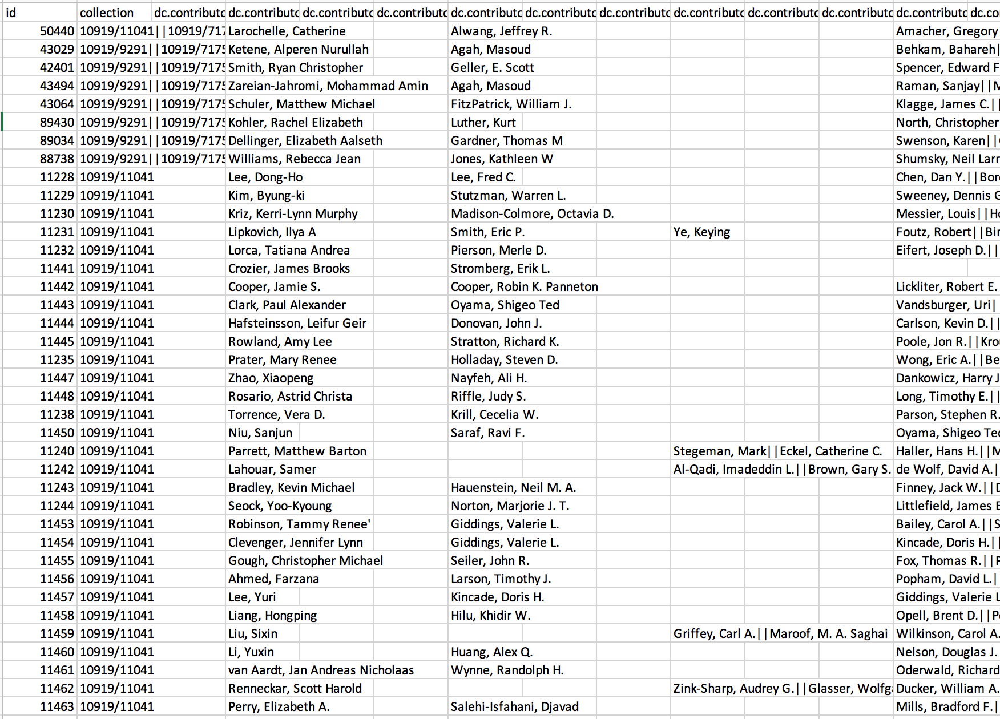 id collection dc.contributo dc.contributo dc.contributo dc.contributo dc.contributo dc.contributo dc.contributo dc.contributo dc.contributo dc.contributo dc.contributo dc.co
50440 10919/11041||10919/717 Larochelle, Catherine Alwang, Jeffrey R. Amacher, Gregory
43029 10919/9291||10919/7175 Ketene, Alperen Nurullah Agah, Masoud Behkam, Bahareh|
42401 10919/9291||10919/7175 Smith, Ryan Christopher Geller, E. Scott Spencer, Edward F
43494 10919/9291||10919/7175 Zareian-Jahromi, Mohammad Amin Agah, Masoud Raman, Sanjay||M
43064 10919/9291||10919/7175 Schuler, Matthew Michael FitzPatrick, William J. Klagge, James C.||
89430 10919/9291||10919/7175 Kohler, Rachel Elizabeth Luther, Kurt North, Christopher
89034 10919/9291||10919/7175 Dellinger, Elizabeth Aalseth Gardner, Thomas M Swenson, Karen||
88738 10919/9291||10919/7175 Williams, Rebecca Jean Jones, Kathleen W Shumsky, Neil Larr
11228 10919/11041 Lee, Dong-Ho Lee, Fred C. Chen, Dan Y.||Bor
11229 10919/11041 Kim, Byung-ki Stutzman, Warren L. Sweeney, Dennis G
11230 10919/11041 Kriz, Kerri-Lynn Murphy Madison-Colmore, Octavia D. Messier, Louis||Ho
11231 10919/11041 Lipkovich, Ilya A Smith, Eric P. Ye, Keying Foutz, Robert||Bir
11232 10919/11041 Lorca, Tatiana Andrea Pierson, Merle D. Eifert, Joseph D.||
11441 10919/11041 Crozier, James Brooks Stromberg, Erik L.
11442 10919/11041 Cooper, Jamie S. Cooper, Robin K. Panneton Lickliter, Robert E.
11443 10919/11041 Clark, Paul Alexander Oyama, Shigeo Ted Vandsburger, Uri|
11444 10919/11041 Hafsteinsson, Leifur Geir Donovan, John J. Carlson, Kevin D.||
11445 10919/11041 Rowland, Amy Lee Stratton, Richard K. Poole, Jon R.||Kro
11235 10919/11041 Prater, Mary Renee Holladay, Steven D. Wong, Eric A.||Be
11447 10919/11041 Zhao, Xiaopeng Nayfeh, Ali H. Dankowicz, Harry J
11448 10919/11041 Rosario, Astrid Christa Riffle, Judy S. Long, Timothy E.||
11238 10919/11041 Torrence, Vera D. Krill, Cecelia W. Parson, Stephen R.
11450 10919/11041 Niu, Sanjun Saraf, Ravi F. Oyama, Shigeo Ted
11240 10919/11041 Parrett, Matthew Barton Stegeman, Mark||Eckel, Catherine C. Haller, Hans H.||M
11242 10919/11041 Lahouar, Samer Al-Qadi, Imadeddin L.||Brown, Gary S. de Wolf, David A.|
11243 10919/11041 Bradley, Kevin Michael Hauenstein, Neil M. A. Finney, Jack W.||D
11244 10919/11041 Seock, Yoo-Kyoung Norton, Marjorie J. T. Littlefield, James E
11453 10919/11041 Robinson, Tammy Renee' Giddings, Valerie L. Bailey, Carol A.||S
11454 10919/11041 Clevenger, Jennifer Lynn Giddings, Valerie L. Kincade, Doris H.||
11455 10919/11041 Gough, Christopher Michael Seiler, John R. Fox, Thomas R.||F
11456 10919/11041 Ahmed, Farzana Larson, Timothy J. Popham, David L.|
11457 10919/11041 Lee, Yuri Kincade, Doris H. Giddings, Valerie L
11458 10919/11041 Liang, Hongping Hilu, Khidir W. Opell, Brent D.||Po
11459 10919/11041 Liu, Sixin Griffey, Carl A.||Maroof, M. A. Saghai Wilkinson, Carol A.
11460 10919/11041 Li, Yuxin Huang, Alex Q. Nelson, Douglas J.
11461 10919/11041 van Aardt, Jan Andreas Nicholaas Wynne, Randolph H. Oderwald, Richard
11462 10919/11041 Renneckar, Scott Harold Zink-Sharp, Audrey G.||Glasser, Wolfg Ducker, William A.
11463 10919/11041 Perry, Elizabeth A. Salehi-Isfahani, Djavad Mills, Bradford F.|